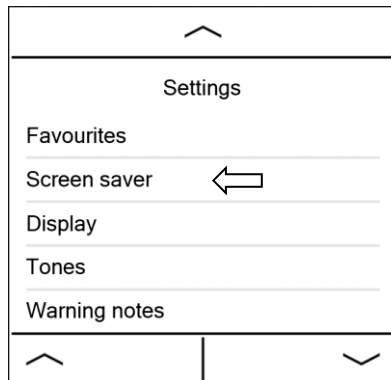 Settings
Favourites
Screen saver
Display
Tones
Warning notes